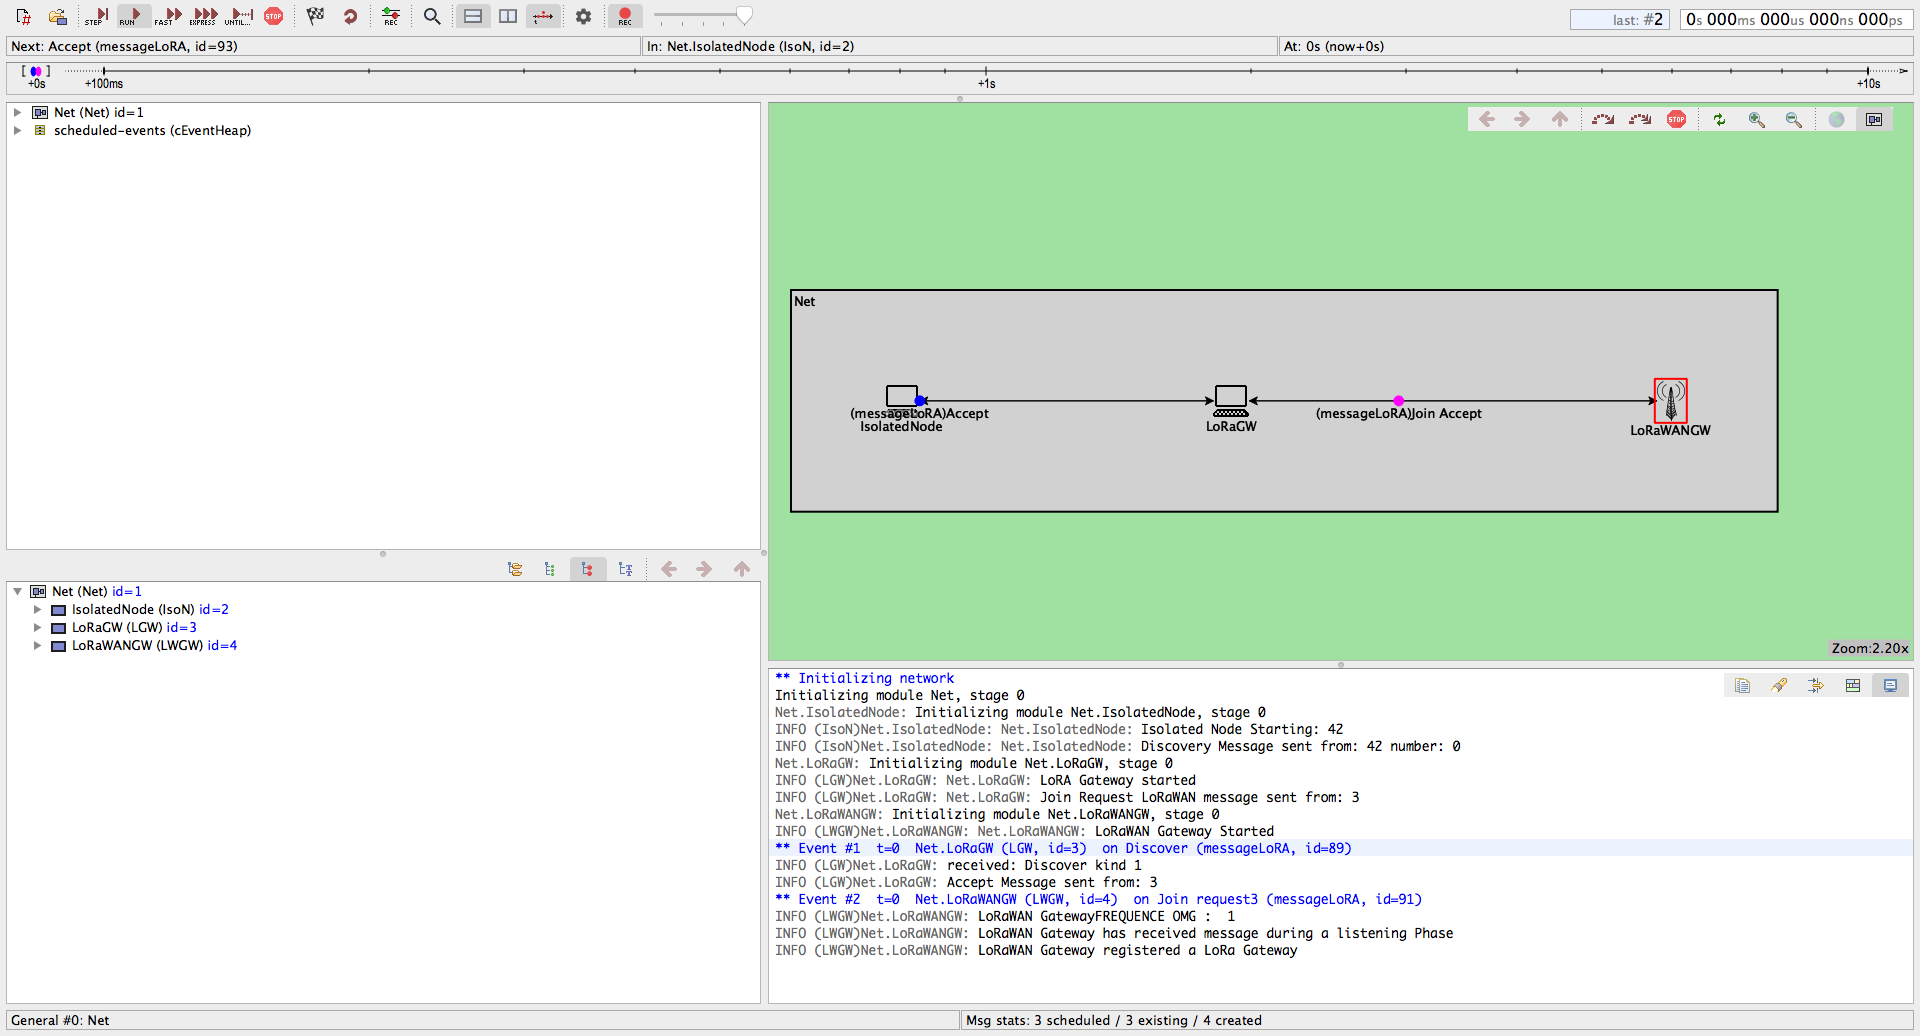 STEP RUN FAST EXPRESS UNTIL... STOP REC REC last: #2 0s 000ms 000us 000ns 000ps
Next: Accept (messageLoRA, id=93) In: Net.IsolatedNode (IsoN, id=2) At: 0s (now+0s)
+0s +100ms +1s +10s
Net (Net) id=1
scheduled-events (cEventHeap)
STOP
Net
(messageLoRA)Accept (messageLoRA)Join Accept
IsolatedNode LoRaGW LoRaWANGW
Zoom:2.20x
Net (Net) id=1
IsolatedNode (IsoN) id=2
LoRaGW (LGW) id=3
LoRaWANGW (LWGW) id=4
** Initializing network
Initializing module Net, stage 0
Net.IsolatedNode: Initializing module Net.IsolatedNode, stage 0
INFO (IsoN)Net.IsolatedNode: Net.IsolatedNode: Isolated Node Starting: 42
INFO (IsoN)Net.IsolatedNode: Net.IsolatedNode: Discovery Message sent from: 42 number: 0
Net.LoRaGW: Initializing module Net.LoRaGW, stage 0
INFO (LGW)Net.LoRaGW: Net.LoRaGW: LoRA Gateway started
INFO (LGW)Net.LoRaGW: Net.LoRaGW: Join Request LoRaWAN message sent from: 3
Net.LoRaWANGW: Initializing module Net.LoRaWANGW, stage 0
INFO (LWGW)Net.LoRaWANGW: Net.LoRaWANGW: LoRaWAN Gateway Started
** Event #1 t=0 Net.LoRaGW (LGW, id=3) on Discover (messageLoRA, id=89)
INFO (LGW)Net.LoRaGW: received: Discover kind 1
INFO (LGW)Net.LoRaGW: Accept Message sent from: 3
** Event #2 t=0 Net.LoRaWANGW (LWGW, id=4) on Join request3 (messageLoRA, id=91)
INFO (LWGW)Net.LoRaWANGW: LoRaWAN GatewayFREQUENCE OMG : 1
INFO (LWGW)Net.LoRaWANGW: LoRaWAN Gateway has received message during a listening Phase
INFO (LWGW)Net.LoRaWANGW: LoRaWAN Gateway registered a LoRa Gateway
General #0: Net Msg stats: 3 scheduled / 3 existing / 4 created